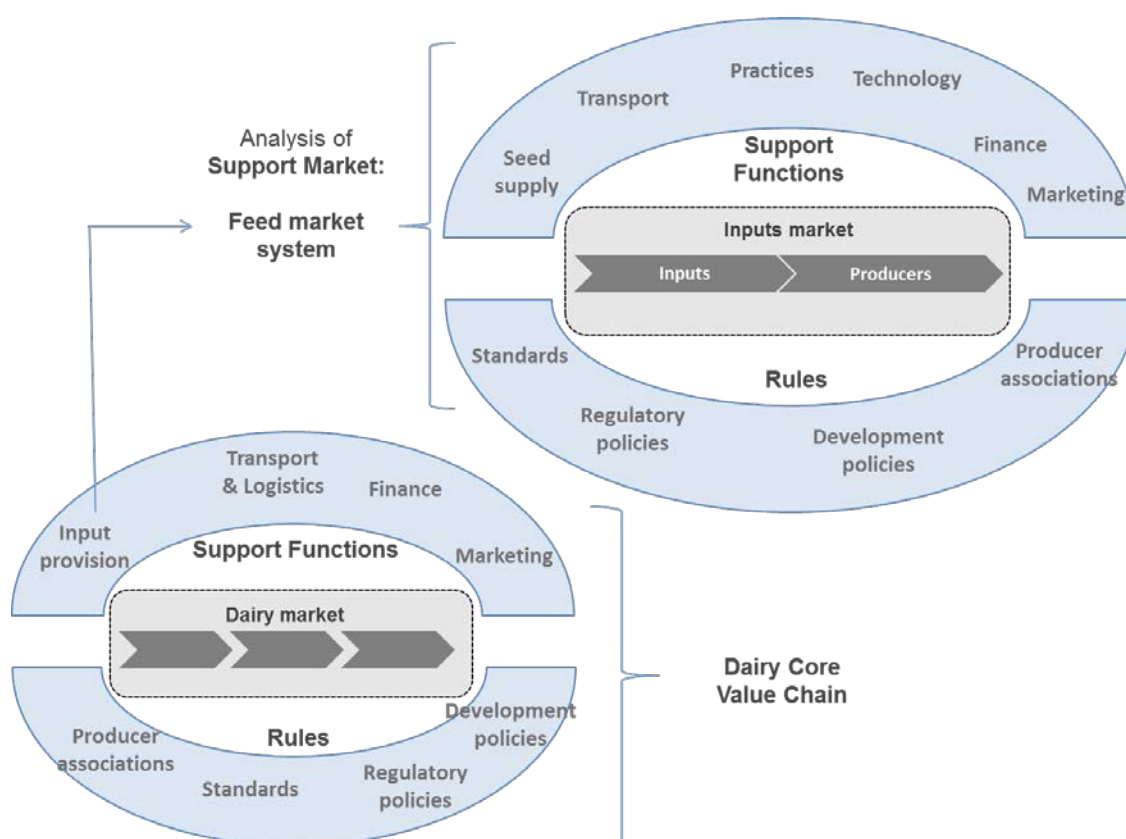 Practices
Technology
Transport
Analysis of
Support Market:
Feed market
system
Seed
supply
Support
Functions
Finance
Marketing
Inputs market
Inputs
Producers
Standards
Rules
Producer
associations
Regulatory
policies
Development
policies
Transport
& Logistics
Finance
Input
provision
Support Functions
Marketing
Dairy market
Dairy Core
Value Chain
Producer
associations
Rules
Development
policies
Standards
Regulatory
policies